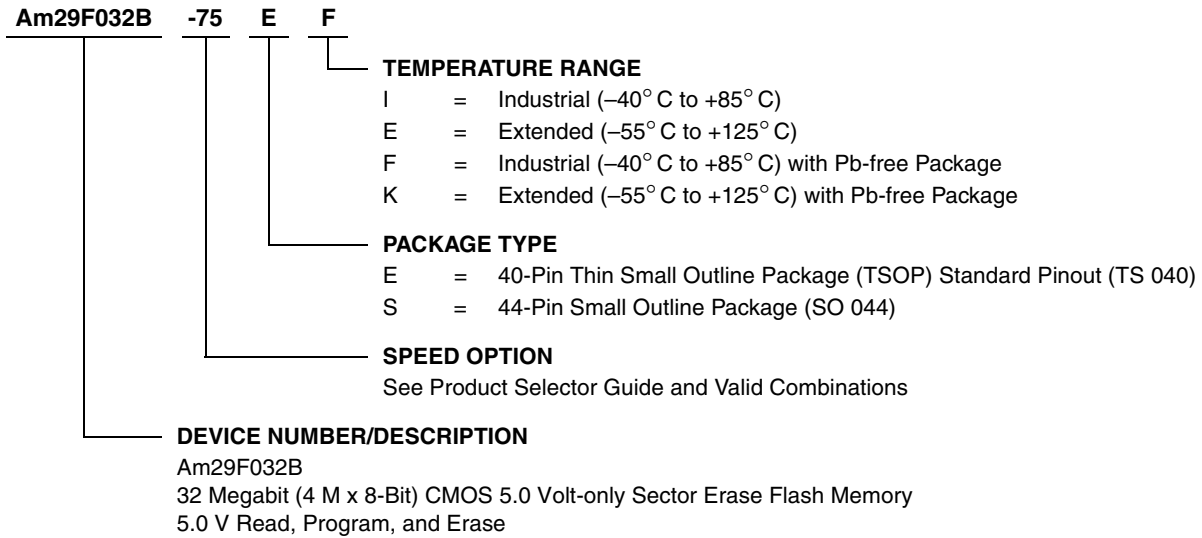 Am29F032B -75 E F
TEMPERATURE RANGE
I = Industrial (–40° C to +85° C)
E = Extended (–55° C to +125° C)
F = Industrial (–40° C to +85° C) with Pb-free Package
K = Extended (–55° C to +125° C) with Pb-free Package
PACKAGE TYPE
E = 40-Pin Thin Small Outline Package (TSOP) Standard Pinout (TS 040)
S = 44-Pin Small Outline Package (SO 044)
SPEED OPTION
See Product Selector Guide and Valid Combinations
DEVICE NUMBER/DESCRIPTION
Am29F032B
32 Megabit (4 M x 8-Bit) CMOS 5.0 Volt-only Sector Erase Flash Memory
5.0 V Read, Program, and Erase